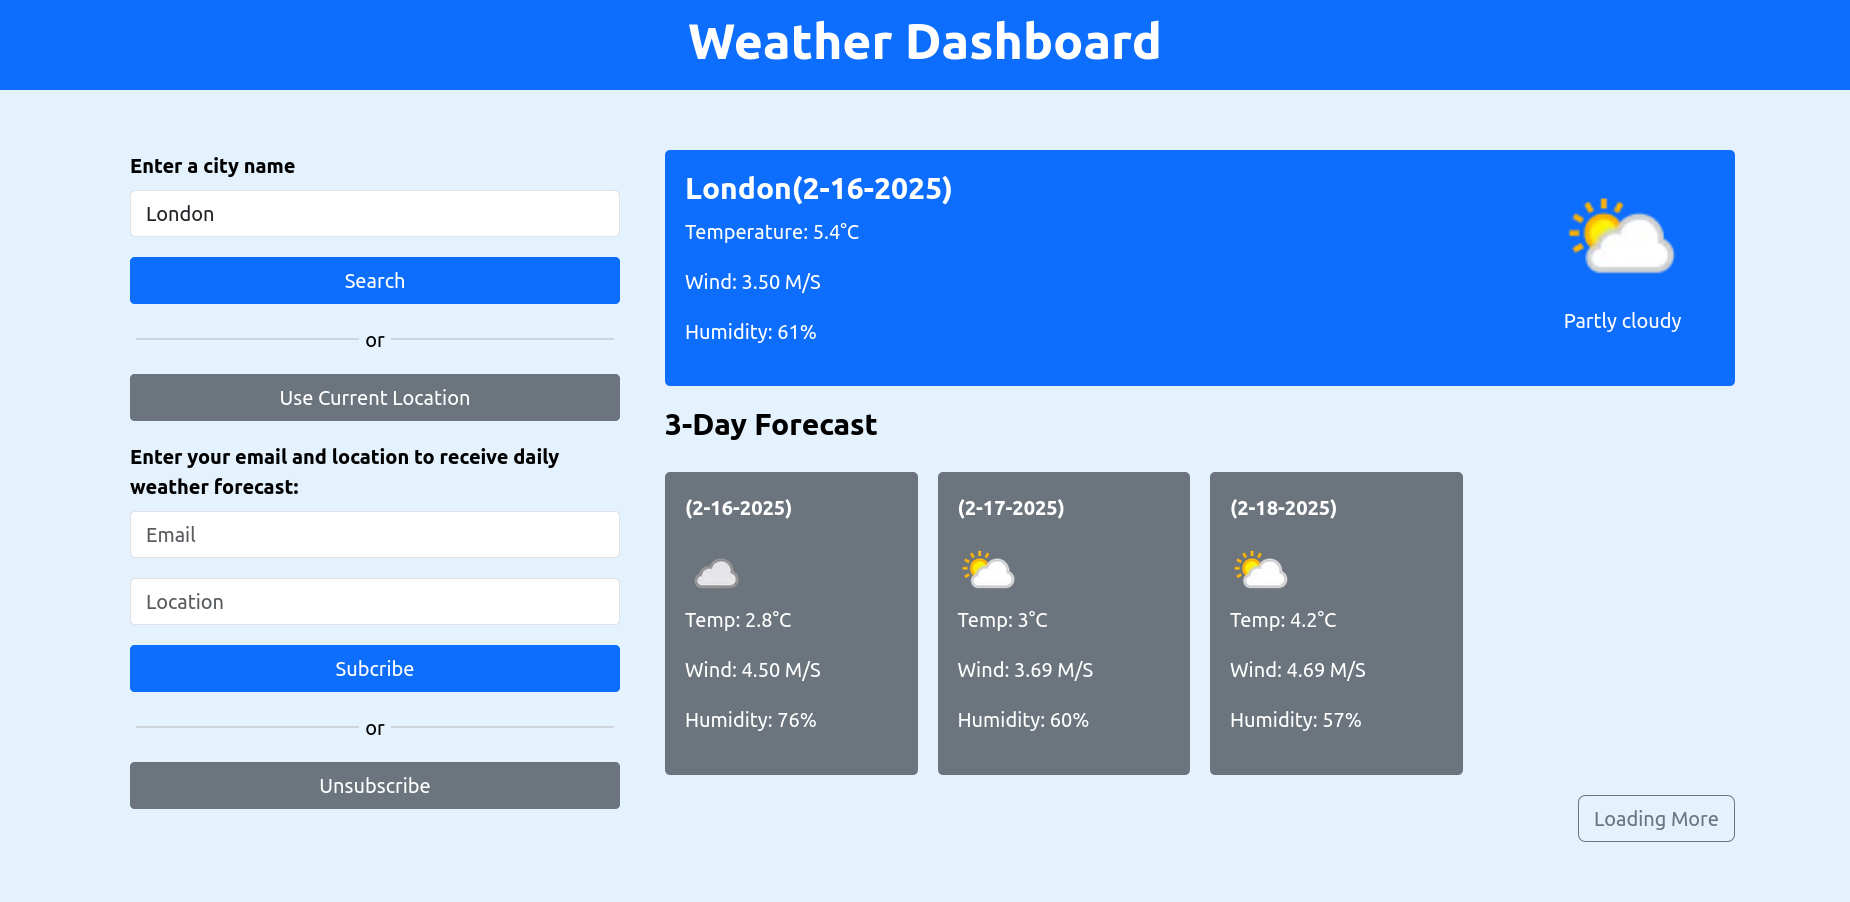 Weather Dashboard
Enter a city name
London
Search
or
Use Current Location
Enter your email and location to receive daily
weather forecast:
Email
Location
Subcribe
or
Unsubscribe
London(2-16-2025)
Temperature: 5.4°C
Wind: 3.50 M/S
Humidity: 61%
Partly cloudy
3-Day Forecast
(2-16-2025)
Temp: 2.8°C
Wind: 4.50 M/S
Humidity: 76%
(2-17-2025)
Temp: 3°C
Wind: 3.69 M/S
Humidity: 60%
(2-18-2025)
Temp: 4.2°C
Wind: 4.69 M/S
Humidity: 57%
Loading More